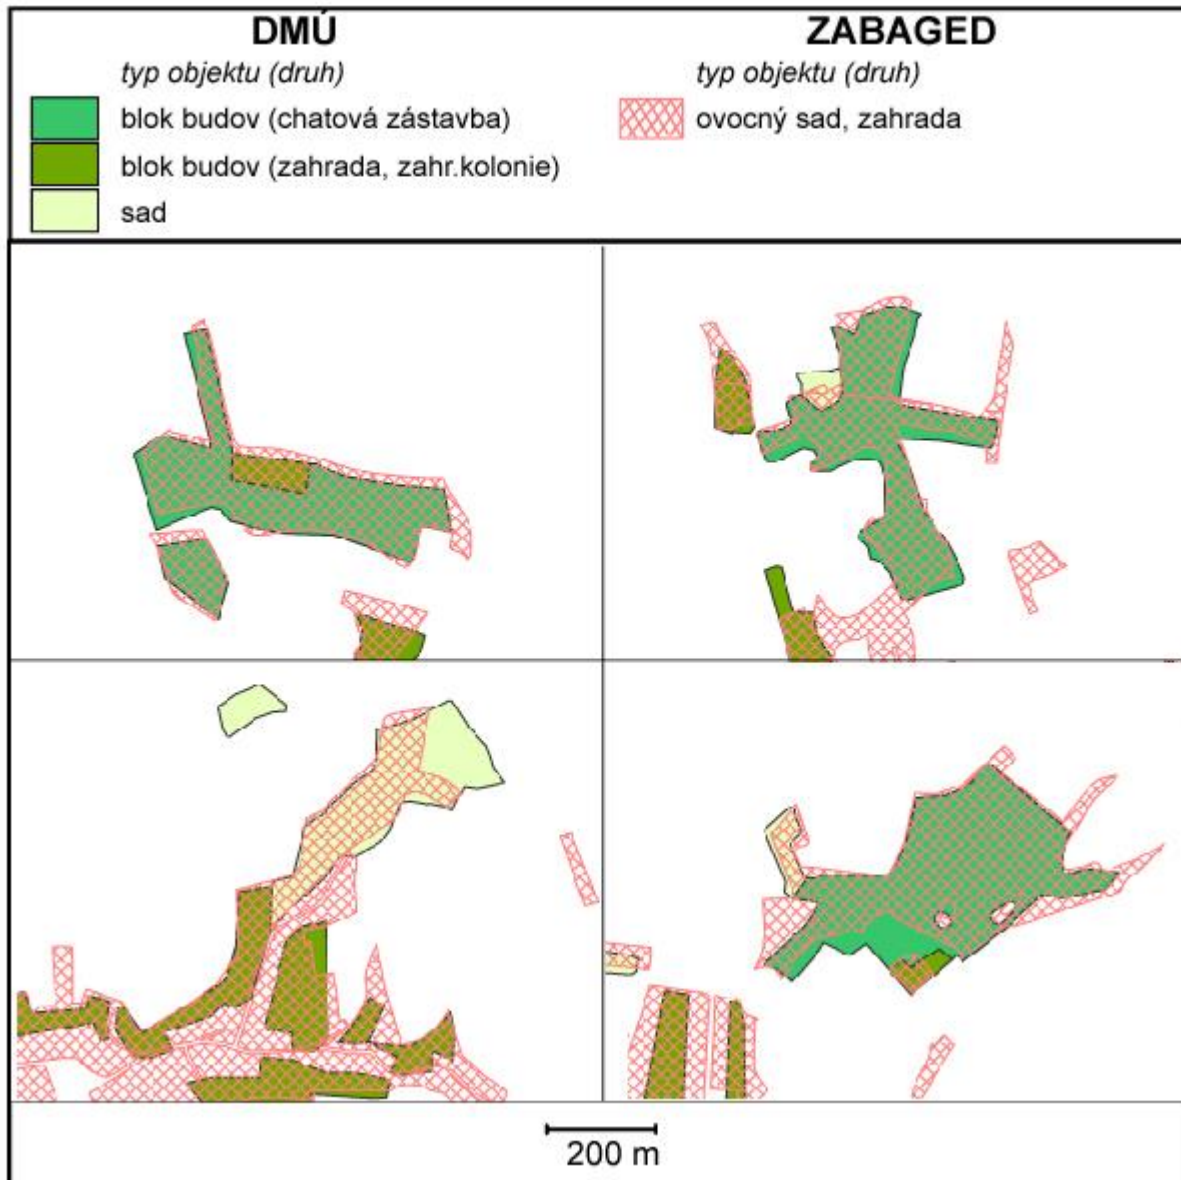 DMÚ
typ objektu (druh)
blok budov (chatová zástavba)
blok budov (zahrada, zahr.kolonie)
sad
ZABAGED
typ objektu (druh)
ovocný sad, zahrada
200 m